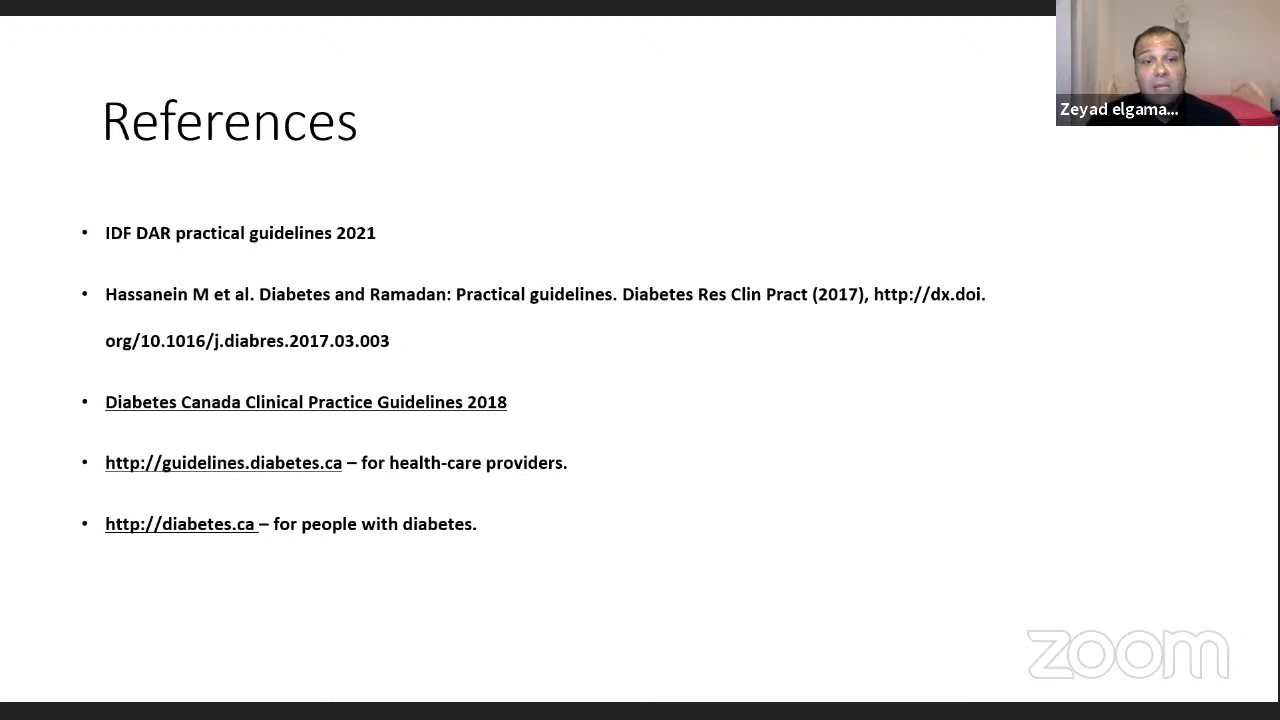 Zeyad elgama...
References
• IDF DAR practical guidelines 2021
• Hassanein M et al. Diabetes and Ramadan: Practical guidelines. Diabetes Res Clin Pract (2017), http://dx.doi.
org/10.1016/j.diabres.2017.03.003
• Diabetes Canada Clinical Practice Guidelines 2018
• http://guidelines.diabetes.ca – for health-care providers.
• http://diabetes.ca – for people with diabetes.
zoom